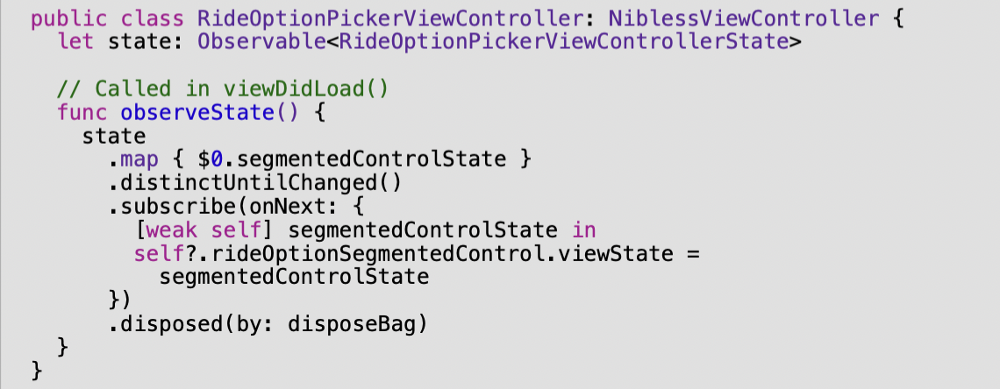 public class RideOptionPickerViewController: NiblessViewController {
  let state: Observable<RideOptionPickerViewControllerState>

  // Called in viewDidLoad()
  func observeState() {
    state
      .map { $0.segmentedControlState }
      .distinctUntilChanged()
      .subscribe(onNext: {
        [weak self] segmentedControlState in
        self?.rideOptionSegmentedControl.viewState =
          segmentedControlState
      })
      .disposed(by: disposeBag)
  }
}